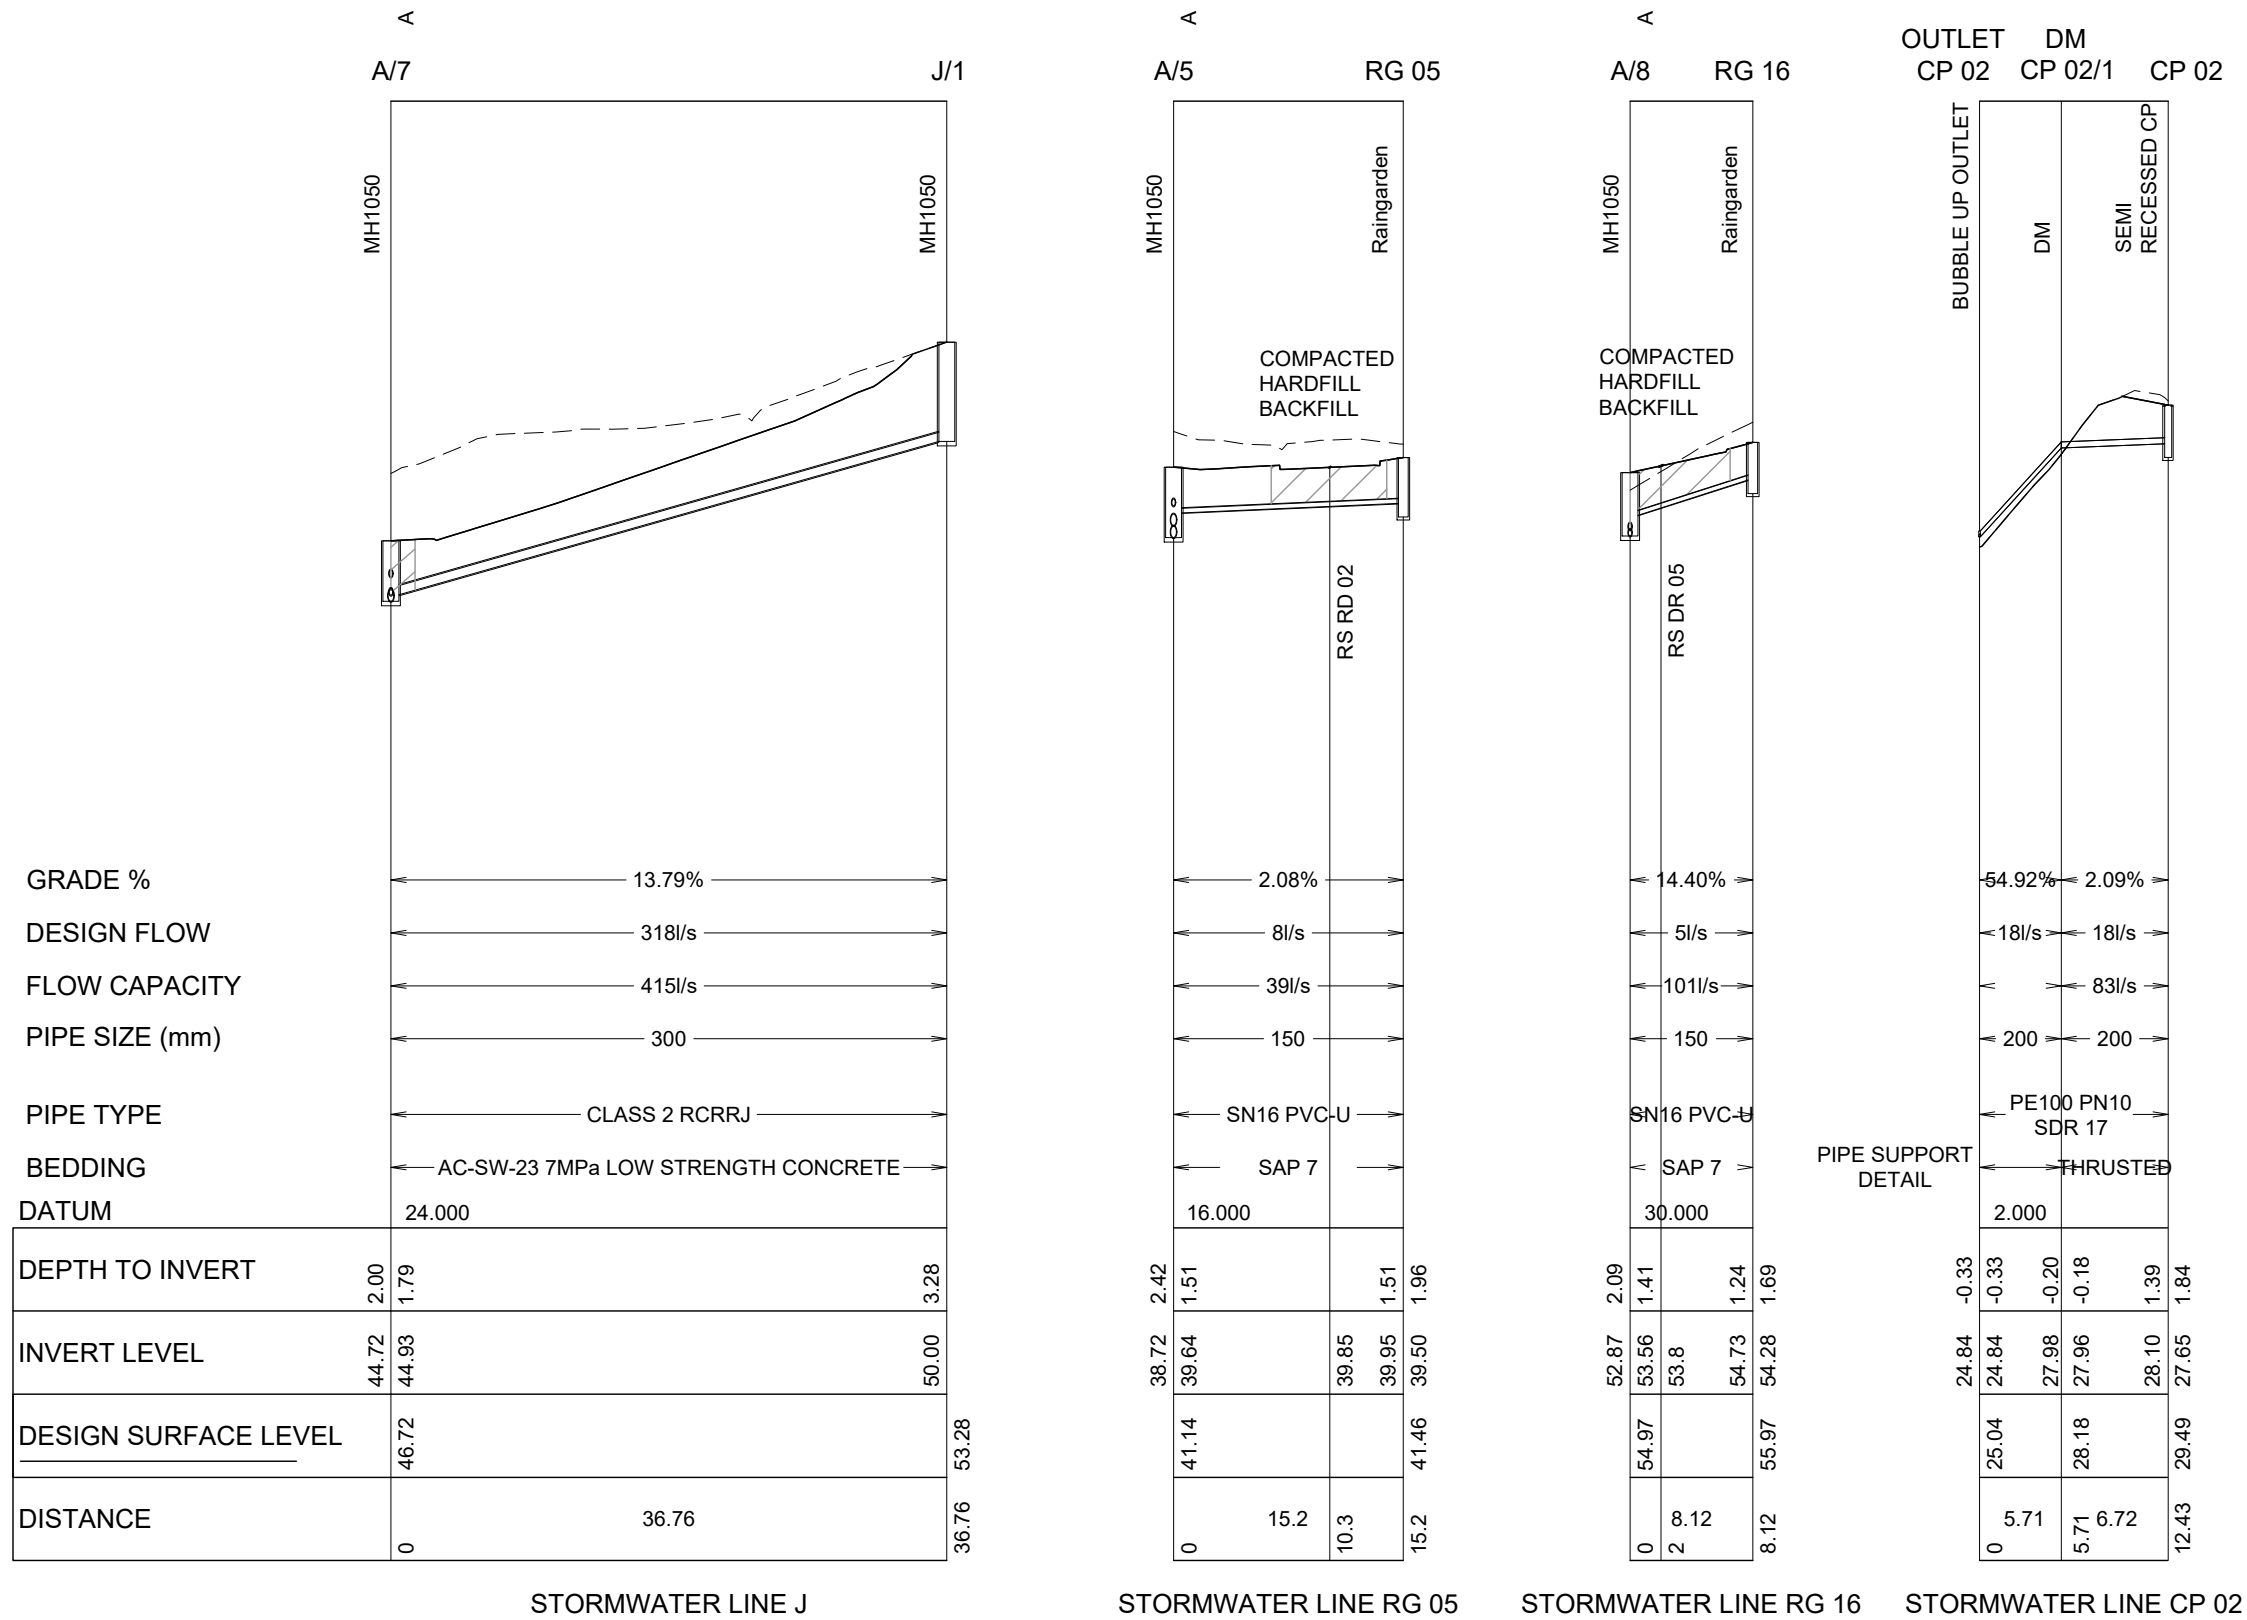 A
A
A
OUTLET
DM
A/7
J/1
A/5
RG 05
A/8
RG 16
CP 02
CP 02/1
CP 02
MH1050
MH1050
MH1050
Raingarden
MH1050
Raingarden
BUBBLE UP OUTLET
DM
SEMI
RECESSED CP
COMPACTED
HARDFILL
BACKFILL
COMPACTED
HARDFILL
BACKFILL
RS RD 02
RS DR 05
GRADE %
13.79%
2.08%
14.40%
54.92%
2.09%
DESIGN FLOW
318l/s
8l/s
5l/s
18l/s
18l/s
FLOW CAPACITY
415l/s
39l/s
101l/s
83l/s
PIPE SIZE (mm)
300
150
150
200
200
PIPE TYPE
CLASS 2 RCRRJ
SN16 PVC-U
SN16 PVC-U
PE100 PN10
SDR 17
BEDDING
AC-SW-23 7MPa LOW STRENGTH CONCRETE
SAP 7
SAP 7
PIPE SUPPORT
DETAIL
THRUSTED
DATUM
24.000
16.000
30.000
2.000
DEPTH TO INVERT
2.00
1.79
3.28
2.42
1.51
1.51
1.96
2.09
1.41
1.24
1.69
-0.33
-0.33
-0.20
-0.18
1.39
1.84
INVERT LEVEL
44.72
44.93
50.00
38.72
39.64
39.85
39.95
39.50
52.87
53.56
53.8
54.73
54.28
24.84
24.84
27.98
27.96
28.10
27.65
DESIGN SURFACE LEVEL
46.72
53.28
41.14
41.46
54.97
55.97
25.04
28.18
29.49
DISTANCE
0
36.76
36.76
0
15.2
10.3
15.2
0
2
8.12
8.12
0
5.71
5.71
6.72
12.43
STORMWATER LINE J
STORMWATER LINE RG 05
STORMWATER LINE RG 16
STORMWATER LINE CP 02